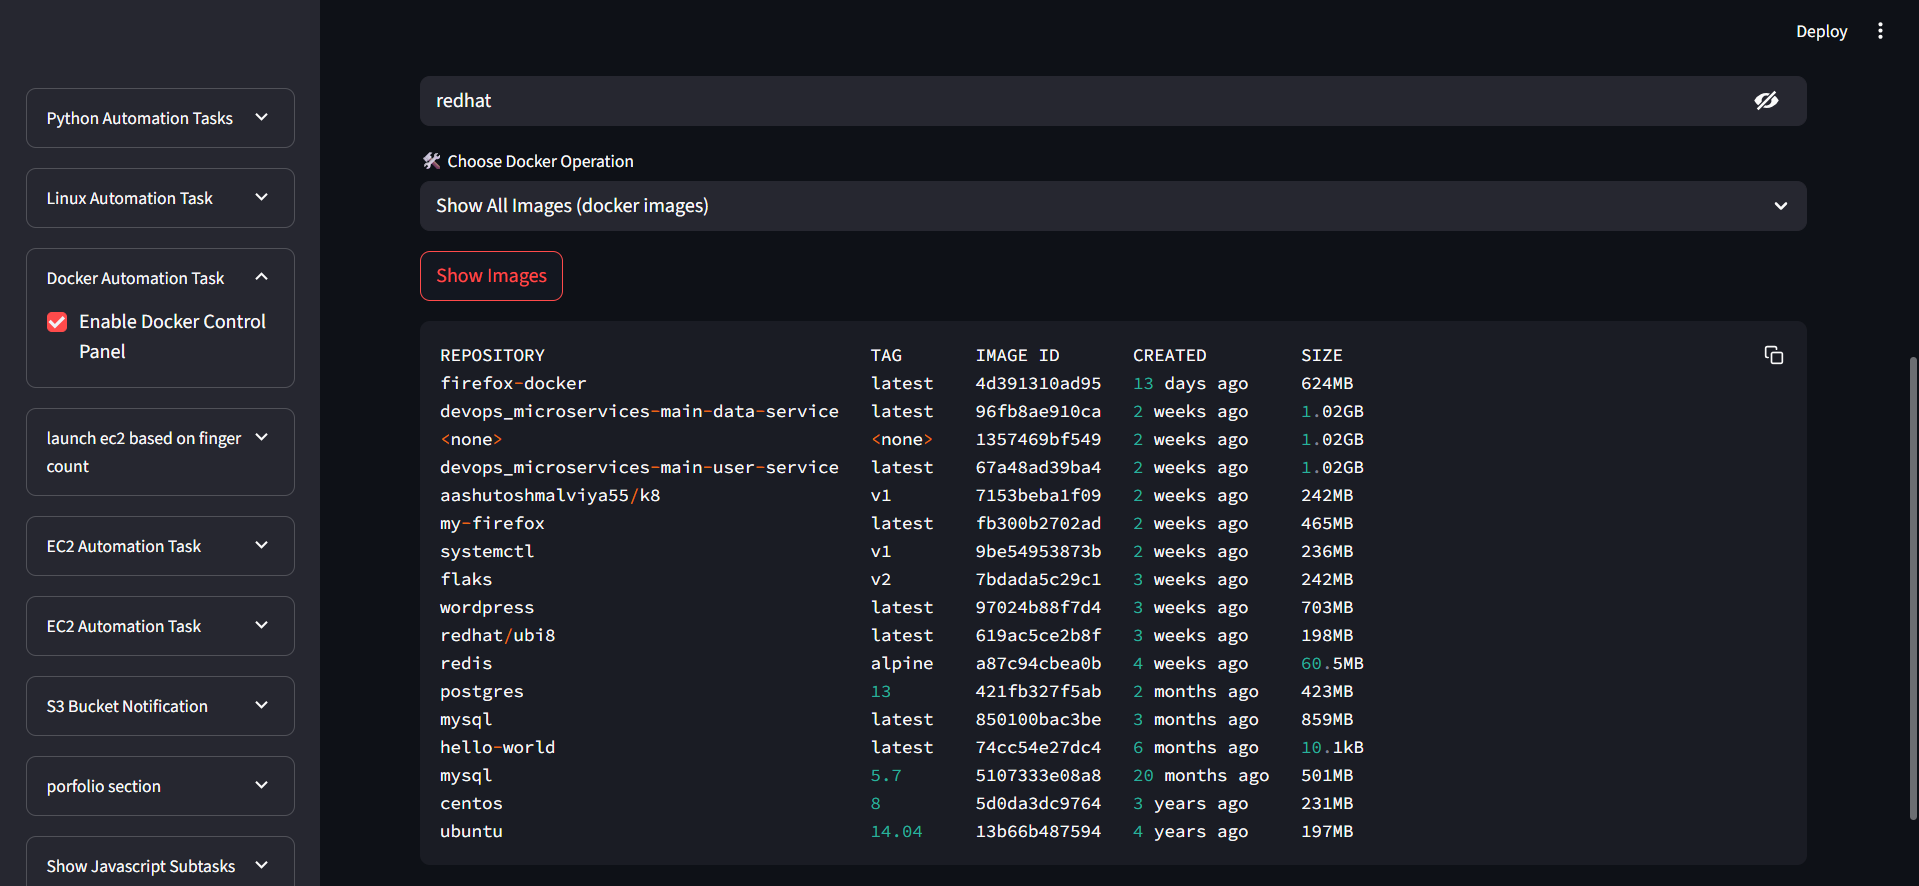 Deploy
Python Automation Tasks
Linux Automation Task
Docker Automation Task
Enable Docker Control
Panel
launch ec2 based on finger
count
EC2 Automation Task
EC2 Automation Task
S3 Bucket Notification
porfolio section
Show Javascript Subtasks
redhat
Choose Docker Operation
Show All Images (docker images)
Show Images
REPOSITORY TAG IMAGE ID CREATED SIZE
firefox-docker latest 4d391310ad95 13 days ago 624MB
devops_microservices-main-data-service latest 96fb8ae910ca 2 weeks ago 1.02GB
<none> <none> 1357469bf549 2 weeks ago 1.02GB
devops_microservices-main-user-service latest 67a48ad39ba4 2 weeks ago 1.02GB
aashutoshmalviya55/k8 v1 7153beba1f09 2 weeks ago 242MB
my-firefox latest fb300b2702ad 2 weeks ago 465MB
systemctl v1 9be54953873b 2 weeks ago 236MB
flaks v2 7bdada5c29c1 3 weeks ago 242MB
wordpress latest 97024b88f7d4 3 weeks ago 703MB
redhat/ubi8 latest 619ac5ce2b8f 3 weeks ago 198MB
redis alpine a87c94cbea0b 4 weeks ago 60.5MB
postgres 13 421fb327f5ab 2 months ago 423MB
mysql latest 850100bac3be 3 months ago 859MB
hello-world latest 74cc54e27dc4 6 months ago 10.1kB
mysql 5.7 5107333e08a8 20 months ago 501MB
centos 8 5d0da3dc9764 3 years ago 231MB
ubuntu 14.04 13b66b487594 4 years ago 197MB